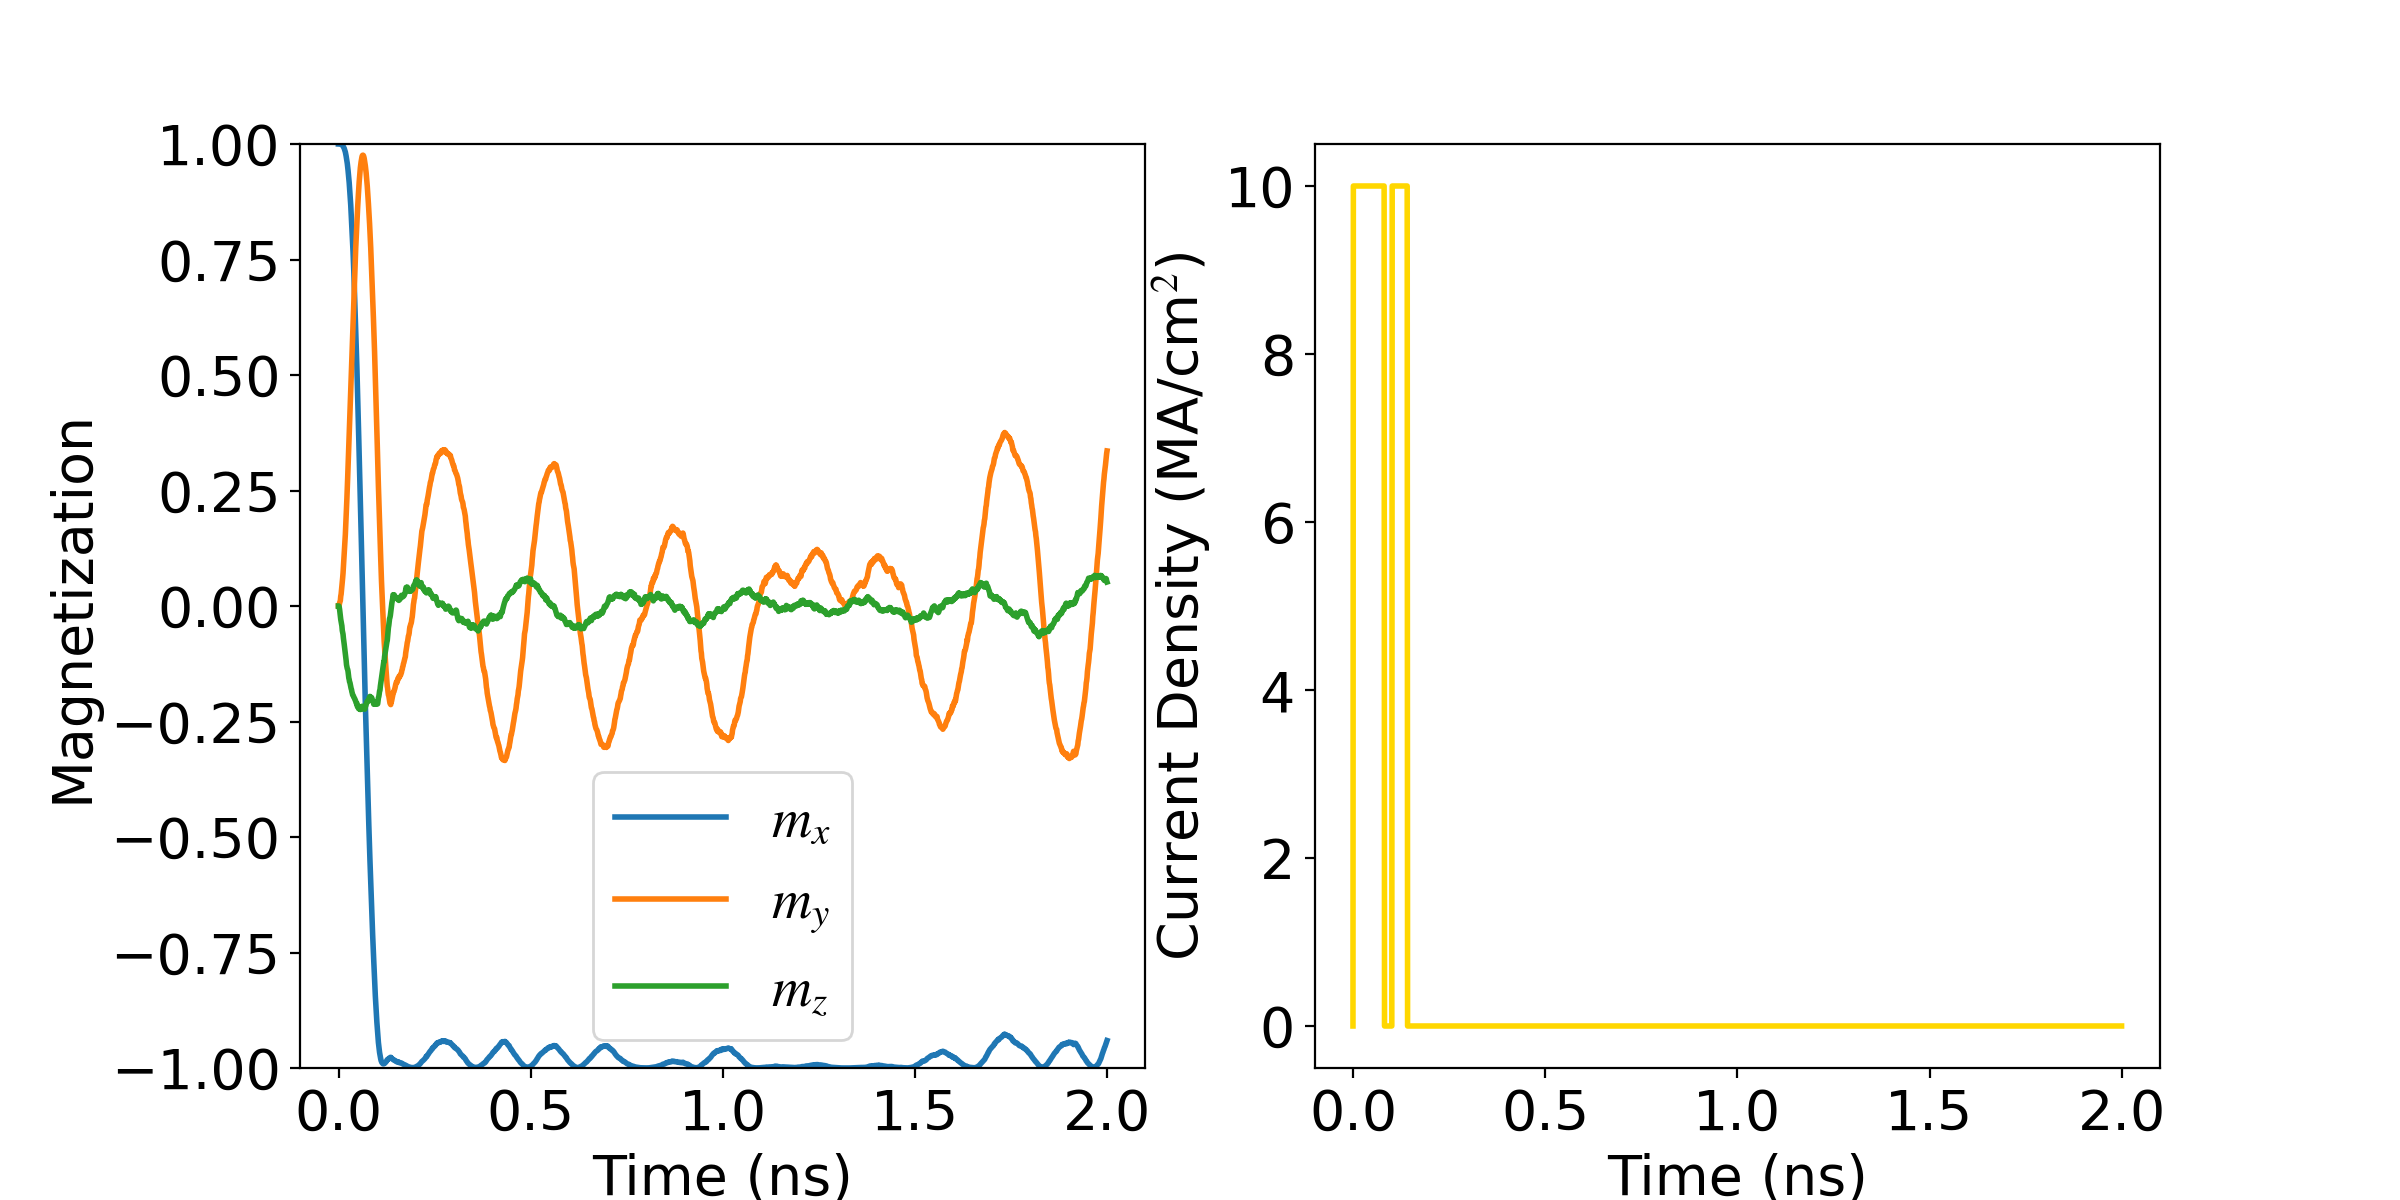 Magnetization
1.00
0.75
0.50
0.25
0.00
−0.25
−0.50
−0.75
−1.00
0.0 0.5 1.0 1.5 2.0
Time (ns)
m_x
m_y
m_z
Current Density (MA/cm²)
10
8
6
4
2
0
0.0 0.5 1.0 1.5 2.0
Time (ns)